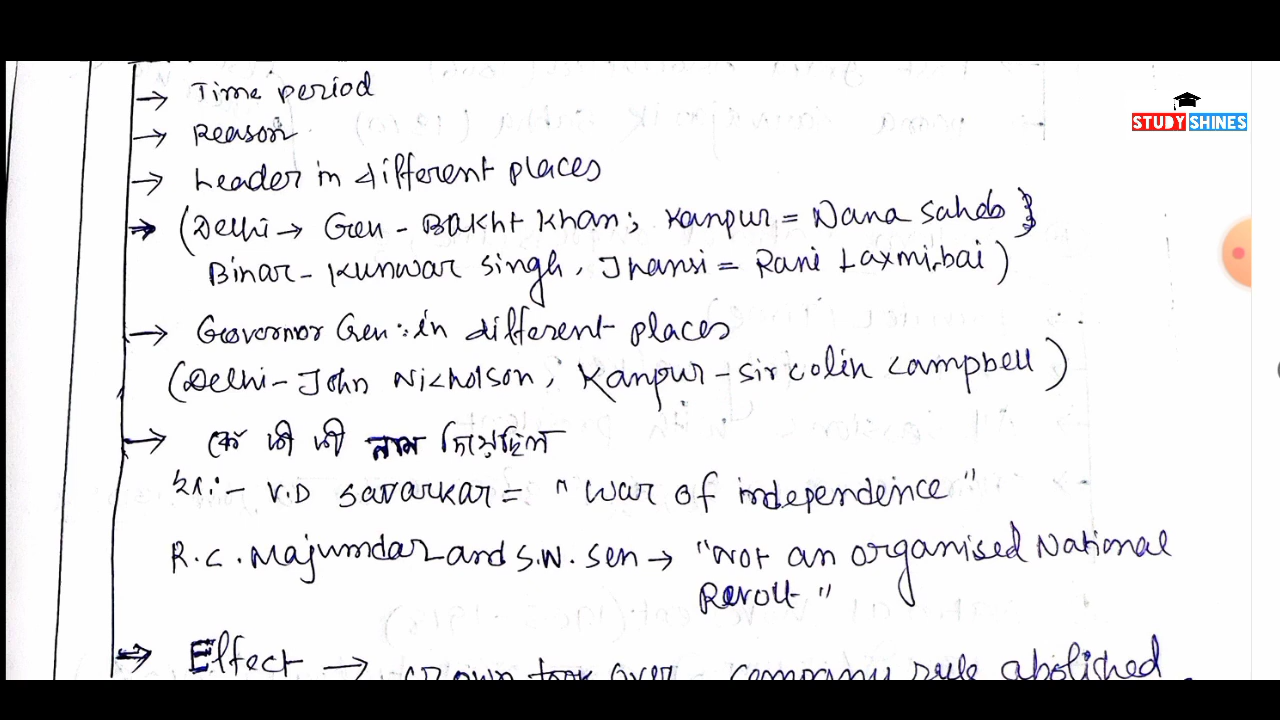 → Time period
STUDY SHINES
→ Reason
→ Leader in different places
→ (Delhi → Gen - Bakht Khan; Kanpur = Nana Saheb }
Bihar - Kunwar Singh, Jhansi = Rani Laxmibai)
→ Governor Gen: in different places
(Delhi - John Nicholson, Kanpur - Sir Colin Campbell)
→ কে কী কী নাম দিয়েছিল
V.D Savarkar = "War of independence"
R.C. Majumdar and S.N. Sen → "Not an organised National
Revolt"
→ Effect → crown took over - company rule abolished